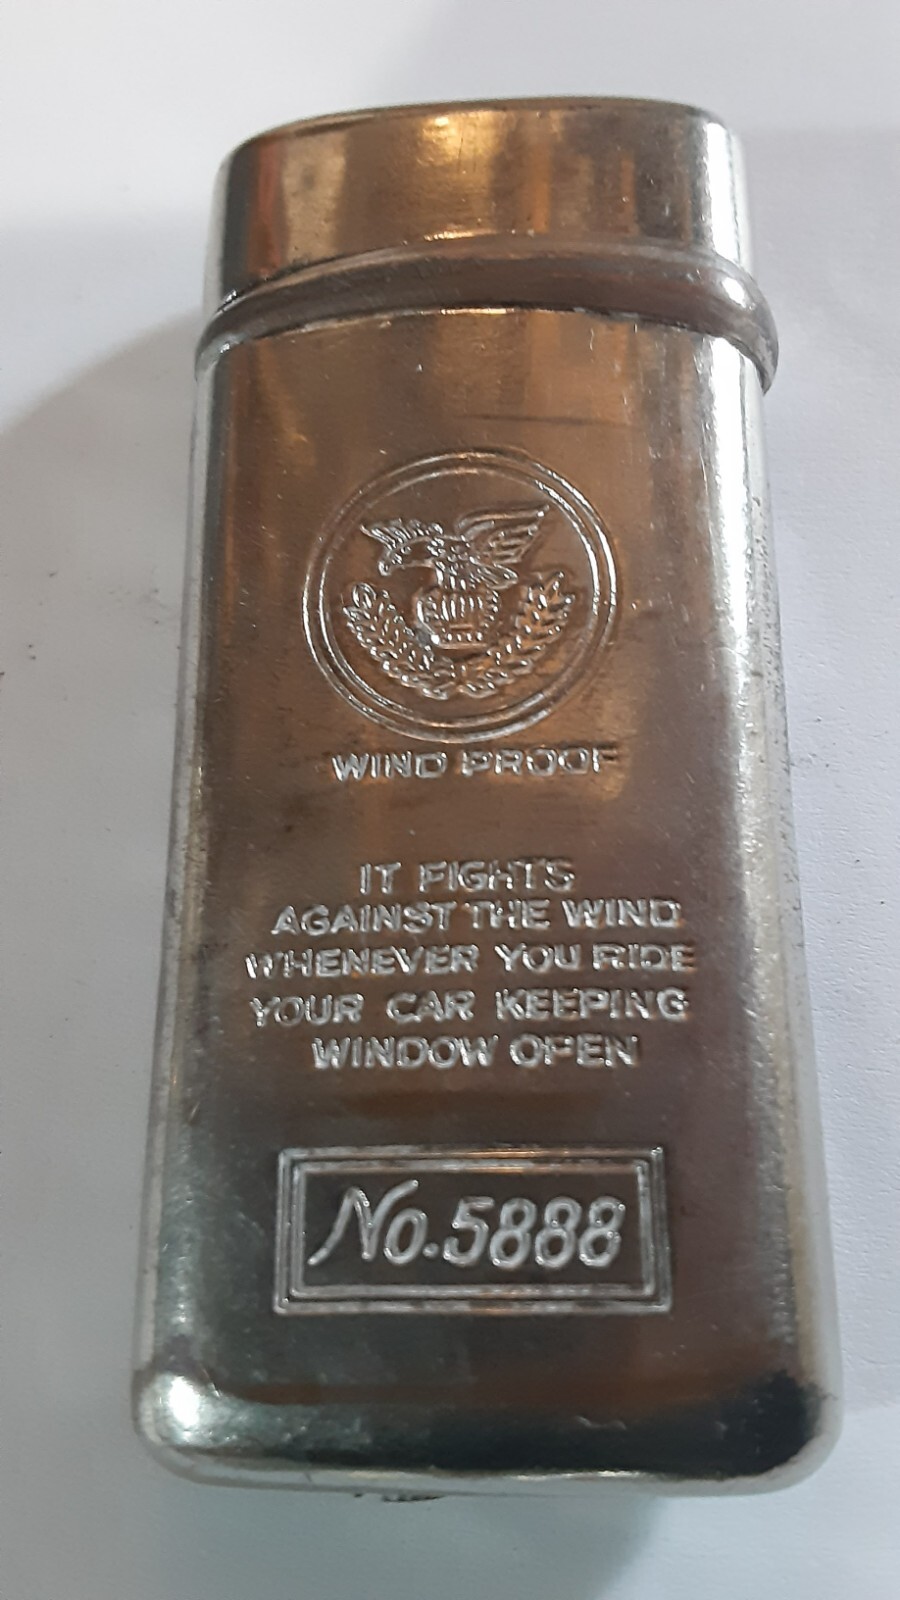 WIND PROOF
IT FIGHTS
AGAINST THE WIND
WHENEVER YOU RIDE
YOUR CAR KEEPING
WINDOW OPEN
No.5888